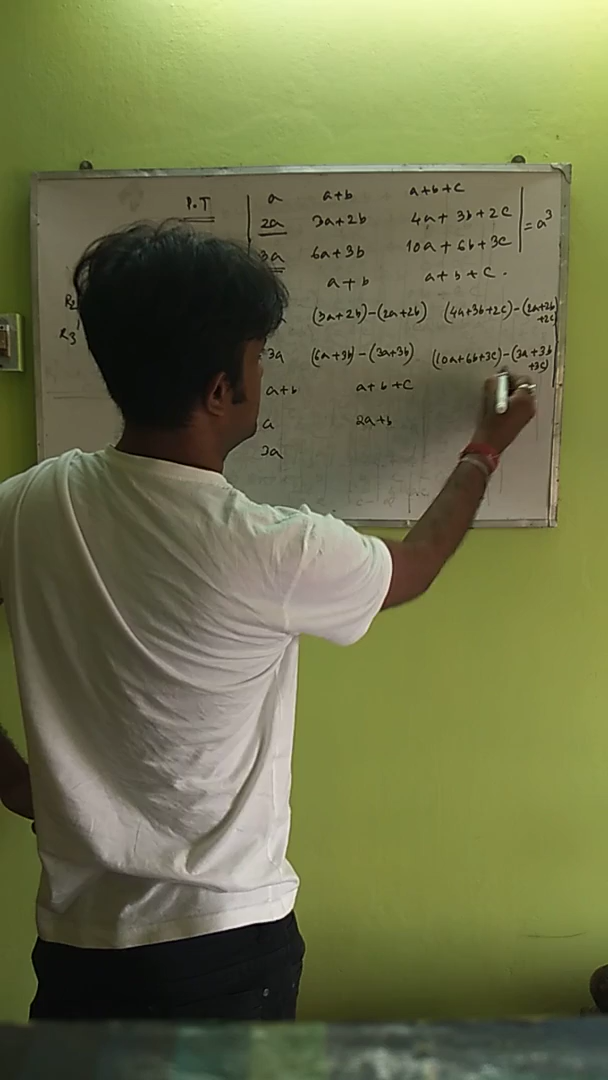 P.T a a+b a+b+c
2a 3a+2b 4a+3b+2c = a³
3a 6a+3b 10a+6b+3c
a+b a+b+c.
R2 (3a+2b)-(2a+2b) (4a+3b+2c)-(2a+2b+2c)
R3 3a (6a+3b)-(3a+3b) (10a+6b+3c)-(3a+3b+3c)
a+b a+b+c
a 2a+b
3a